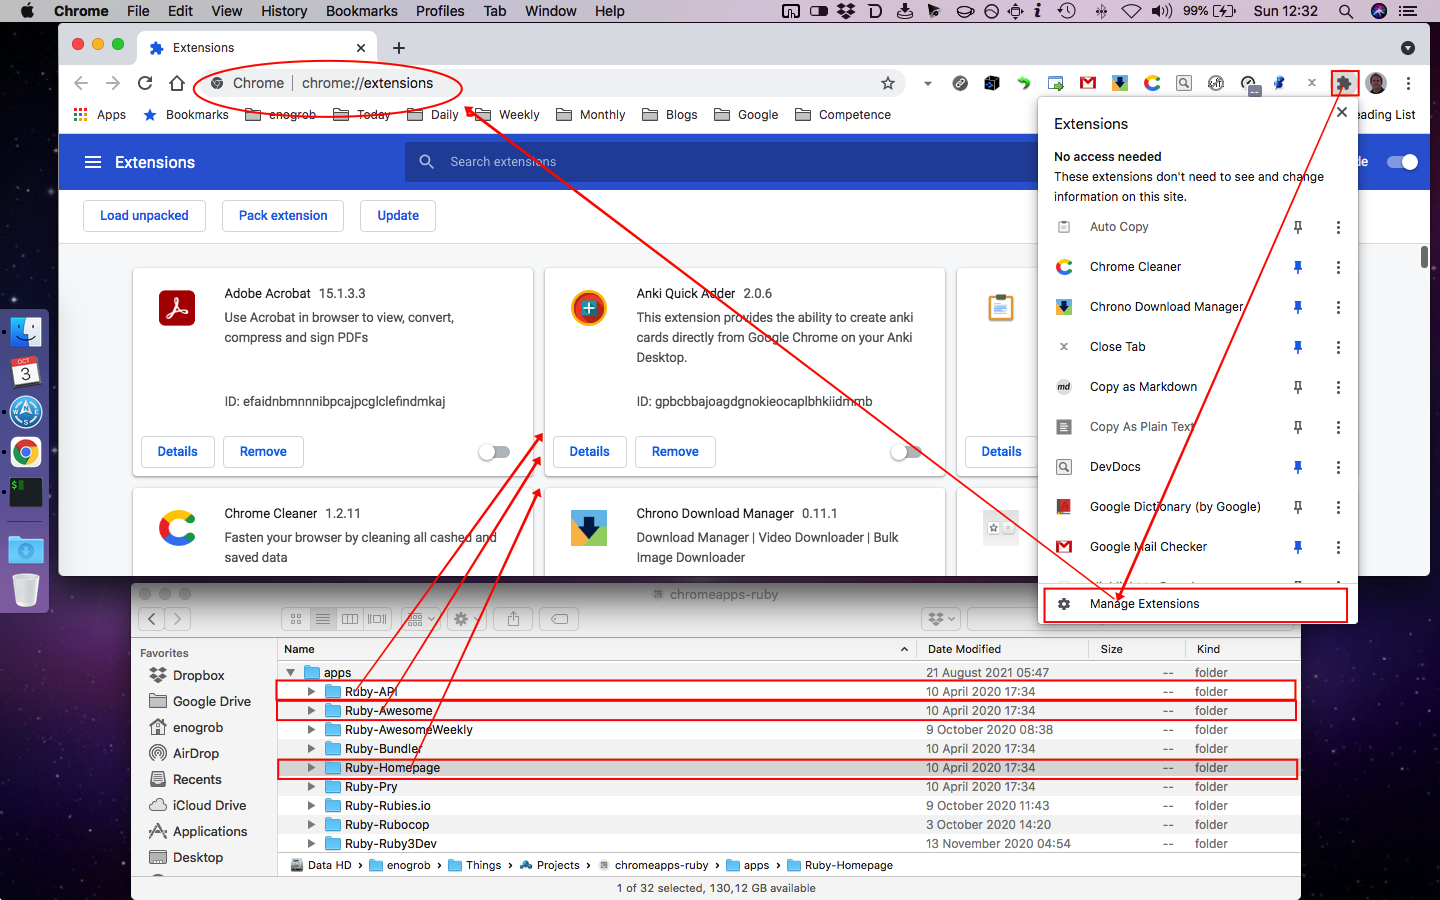 Chrome File Edit View History Bookmarks Profiles Tab Window Help 99% Sun 12:32
Extensions
Chrome | chrome://extensions
Apps Bookmarks enogrob Today Daily Weekly Monthly Blogs Google Competence eading List
Extensions
Search extensions
de
Load unpacked
Pack extension
Update
Adobe Acrobat 15.1.3.3
Use Acrobat in browser to view, convert,
compress and sign PDFs
ID: efaidnbmnnnibpcajpcglclefindmkaj
Details
Remove
Anki Quick Adder 2.0.6
This extension provides the ability to create anki
cards directly from Google Chrome on your Anki
Desktop.
ID: gpbcbbajoagdgnokieocaplbhkiidmmb
Details
Remove
Details
Chrome Cleaner 1.2.11
Fasten your browser by cleaning all cashed and
saved data
Chrono Download Manager 0.11.1
Download Manager | Video Downloader | Bulk
Image Downloader
Extensions
No access needed
These extensions don't need to see and change
information on this site.
Auto Copy
Chrome Cleaner
Chrono Download Manager
Close Tab
md Copy as Markdown
Copy As Plain Text
DevDocs
Google Dictionary (by Google)
Google Mail Checker
Manage Extensions
OCT
3
chromeapps-ruby
Favorites
Dropbox
Google Drive
enogrob
AirDrop
Recents
iCloud Drive
Applications
Desktop
Name Date Modified Size Kind
apps 21 August 2021 05:47 -- folder
Ruby-API 10 April 2020 17:34 -- folder
Ruby-Awesome 10 April 2020 17:34 -- folder
Ruby-AwesomeWeekly 9 October 2020 08:38 -- folder
Ruby-Bundler 10 April 2020 17:34 -- folder
Ruby-Homepage 10 April 2020 17:34 -- folder
Ruby-Pry 10 April 2020 17:34 -- folder
Ruby-Rubies.io 9 October 2020 11:43 -- folder
Ruby-Rubocop 3 October 2020 14:20 -- folder
Ruby-Ruby3Dev 13 November 2020 04:54 -- folder
Data HD › enogrob › Things › Projects › chromeapps-ruby › apps › Ruby-Homepage
1 of 32 selected, 130,12 GB available